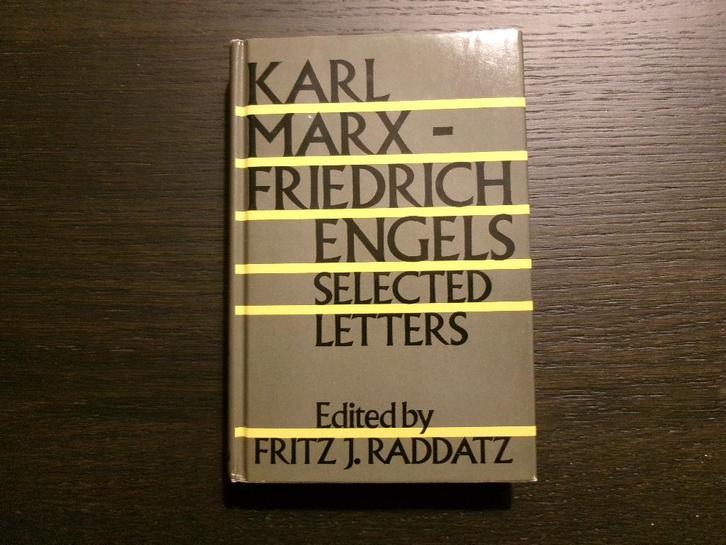 KARL
MARX -
FRIEDRICH
ENGELS
SELECTED
LETTERS
Edited by
FRITZ J. RADDATZ